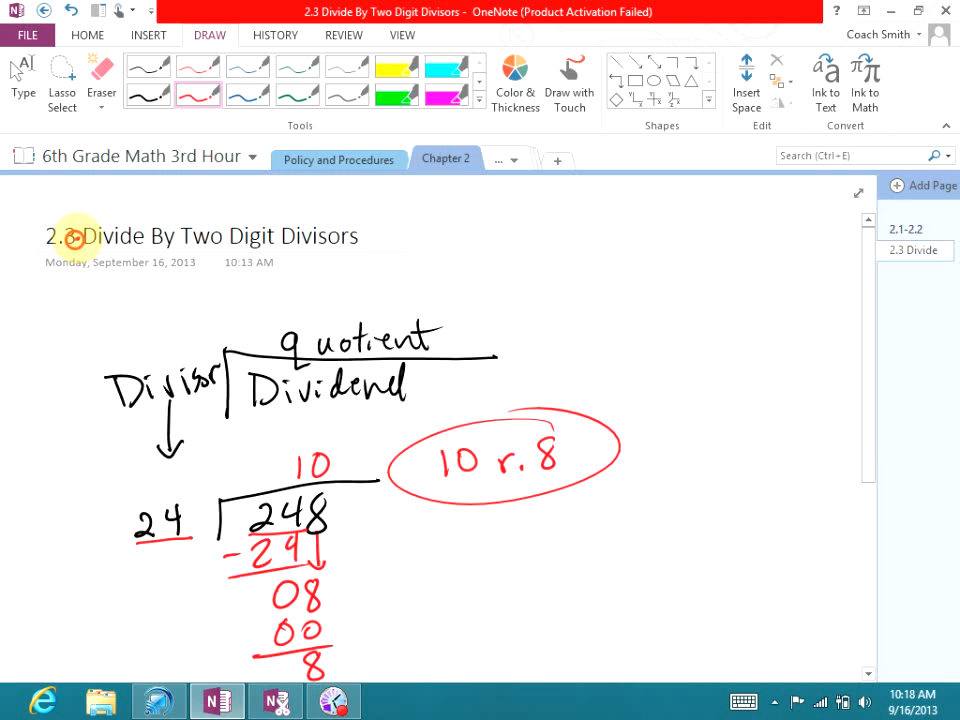 2.3 Divide By Two Digit Divisors - OneNote (Product Activation Failed)
FILE HOME INSERT DRAW HISTORY REVIEW VIEW Coach Smith
Type Lasso Select Eraser Color & Thickness Draw with Touch Insert Space Ink to Text Ink to Math
Tools Shapes Edit Convert
6th Grade Math 3rd Hour Policy and Procedures Chapter 2 ... Search (Ctrl+E)
Add Page
2.1-2.2
2.3 Divide
2.3 Divide By Two Digit Divisors
Monday, September 16, 2013 10:13 AM
quotient
Divisor Dividend
10
10 r. 8
24 248
-24
08
00
8
10:18 AM
9/16/2013